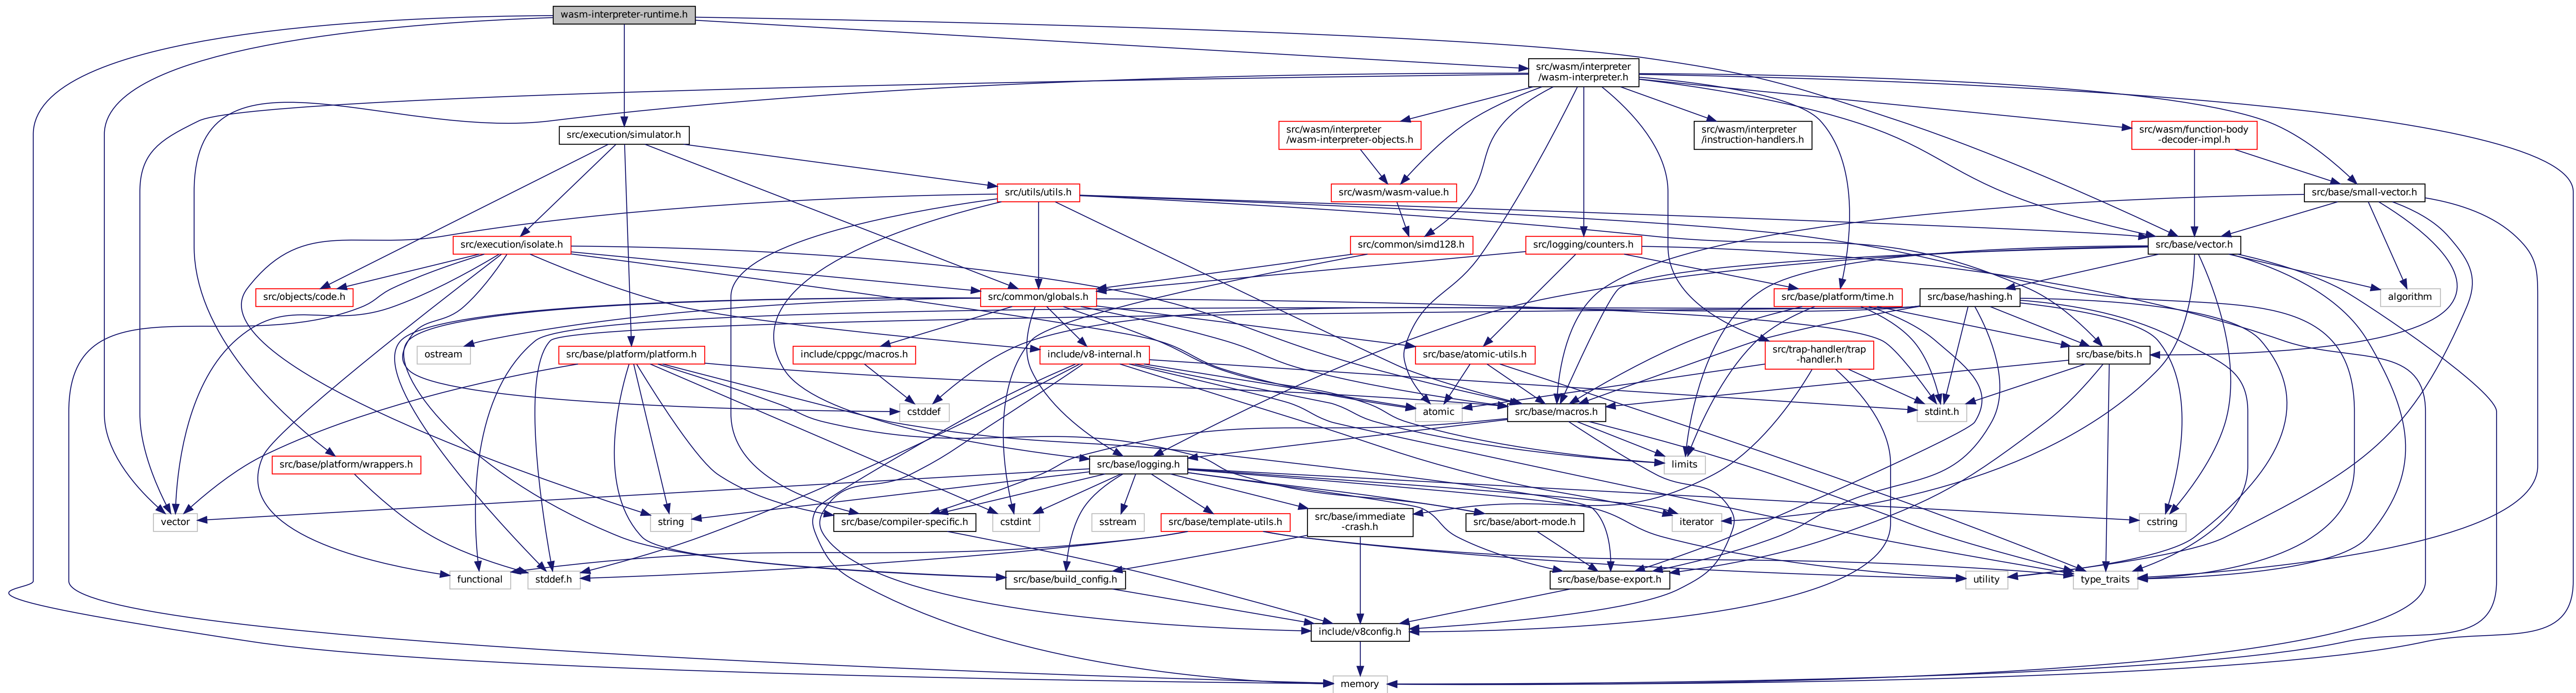 wasm-interpreter-runtime.h
src/wasm/interpreter
/wasm-interpreter.h
src/execution/simulator.h
src/wasm/interpreter
/wasm-interpreter-objects.h
src/wasm/interpreter
/instruction-handlers.h
src/wasm/function-body
-decoder-impl.h
src/utils/utils.h
src/wasm/wasm-value.h
src/base/small-vector.h
src/execution/isolate.h
src/common/simd128.h
src/logging/counters.h
src/base/vector.h
src/objects/code.h
src/common/globals.h
src/base/platform/time.h
src/base/hashing.h
algorithm
ostream
src/base/platform/platform.h
include/cppgc/macros.h
include/v8-internal.h
src/base/atomic-utils.h
src/trap-handler/trap
-handler.h
src/base/bits.h
cstddef
atomic
src/base/macros.h
stdint.h
src/base/platform/wrappers.h
src/base/logging.h
limits
vector
string
src/base/compiler-specific.h
cstdint
sstream
src/base/template-utils.h
src/base/immediate
-crash.h
src/base/abort-mode.h
iterator
cstring
functional
stddef.h
src/base/build_config.h
src/base/base-export.h
utility
type_traits
include/v8config.h
memory